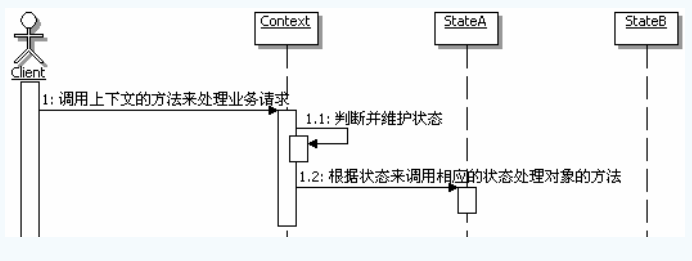 Context
StateA
StateB
Client
1: 调用上下文的方法来处理业务请求
1.1: 判断并维护状态
1.2: 根据状态来调用相应的状态处理对象的方法